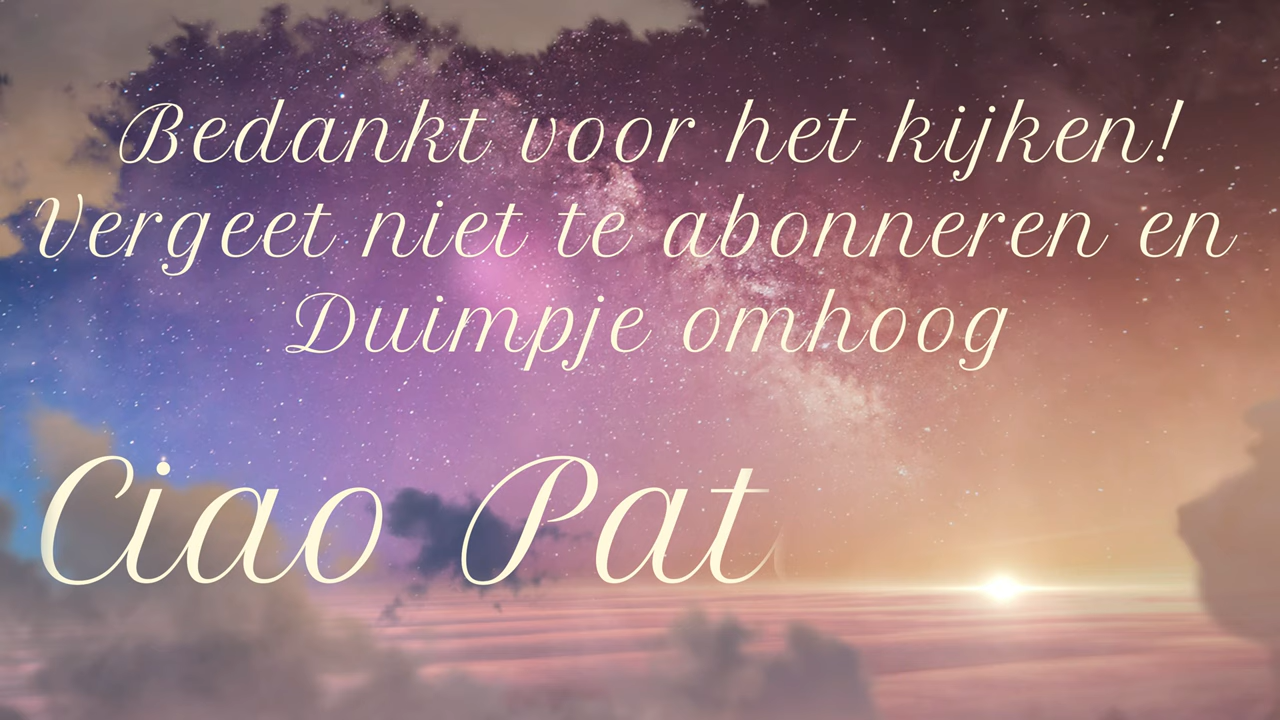 Bedankt voor het kijken!
Vergeet niet te abonneren en
Duimpje omhoog
Ciao Pat